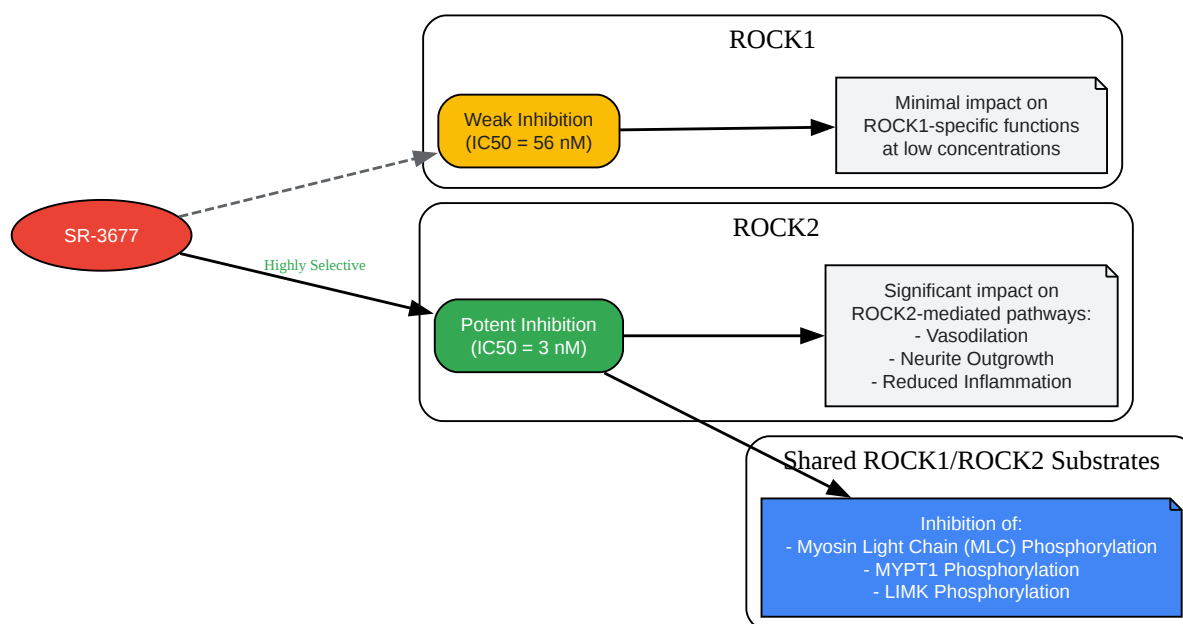 ROCK1
Weak Inhibition
(IC50 = 56 nM)
Minimal impact on
ROCK1-specific functions
at low concentrations
SR-3677
Highly Selective
ROCK2
Potent Inhibition
(IC50 = 3 nM)
Significant impact on
ROCK2-mediated pathways:
- Vasodilation
- Neurite Outgrowth
- Reduced Inflammation
Shared ROCK1/ROCK2 Substrates
Inhibition of:
- Myosin Light Chain (MLC) Phosphorylation
- MYPT1 Phosphorylation
- LIMK Phosphorylation